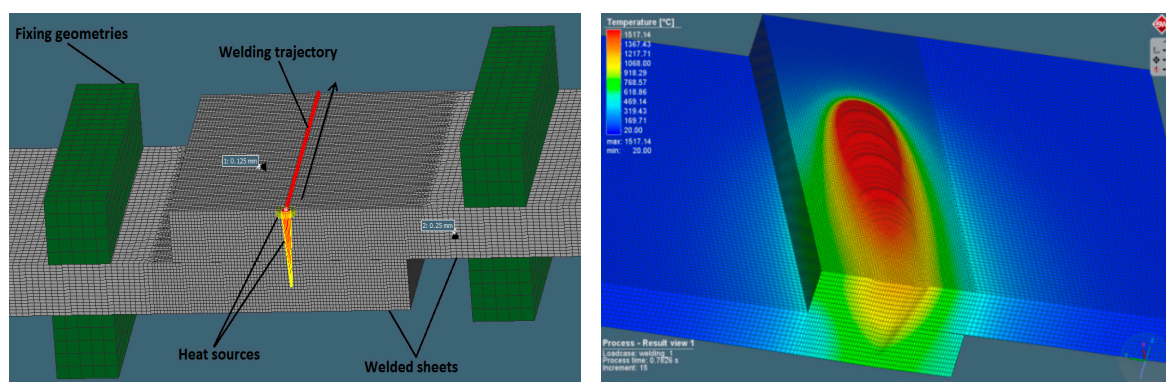 Fixing geometries
Welding trajectory
1: 0.125 mm
2: 0.25 mm
Heat sources
Welded sheets
Temperature [°C]
1517.14
1367.43
1217.71
1068.00
918.29
768.57
618.86
469.14
319.43
169.71
20.00
max: 1517.14
min: 20.00
Process - Result view 1
Loadcase: welding_1
Process time: 0.7826 s
Increment: 15